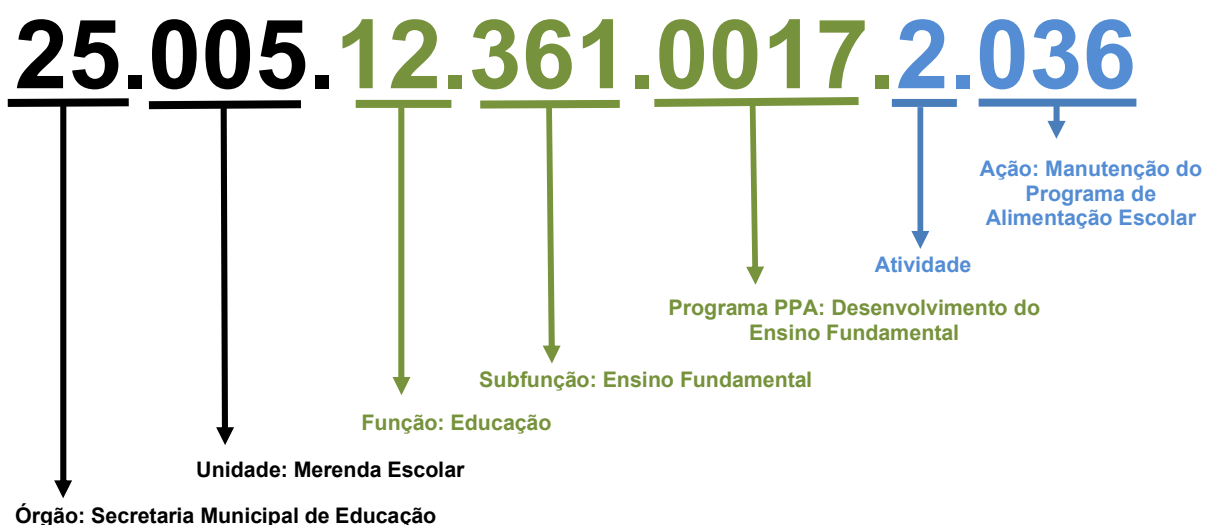 25.005.12.361.0017.2.036
Ação: Manutenção do
Programa de
Alimentação Escolar
Atividade
Programa PPA: Desenvolvimento do
Ensino Fundamental
Subfunção: Ensino Fundamental
Função: Educação
Unidade: Merenda Escolar
Órgão: Secretaria Municipal de Educação